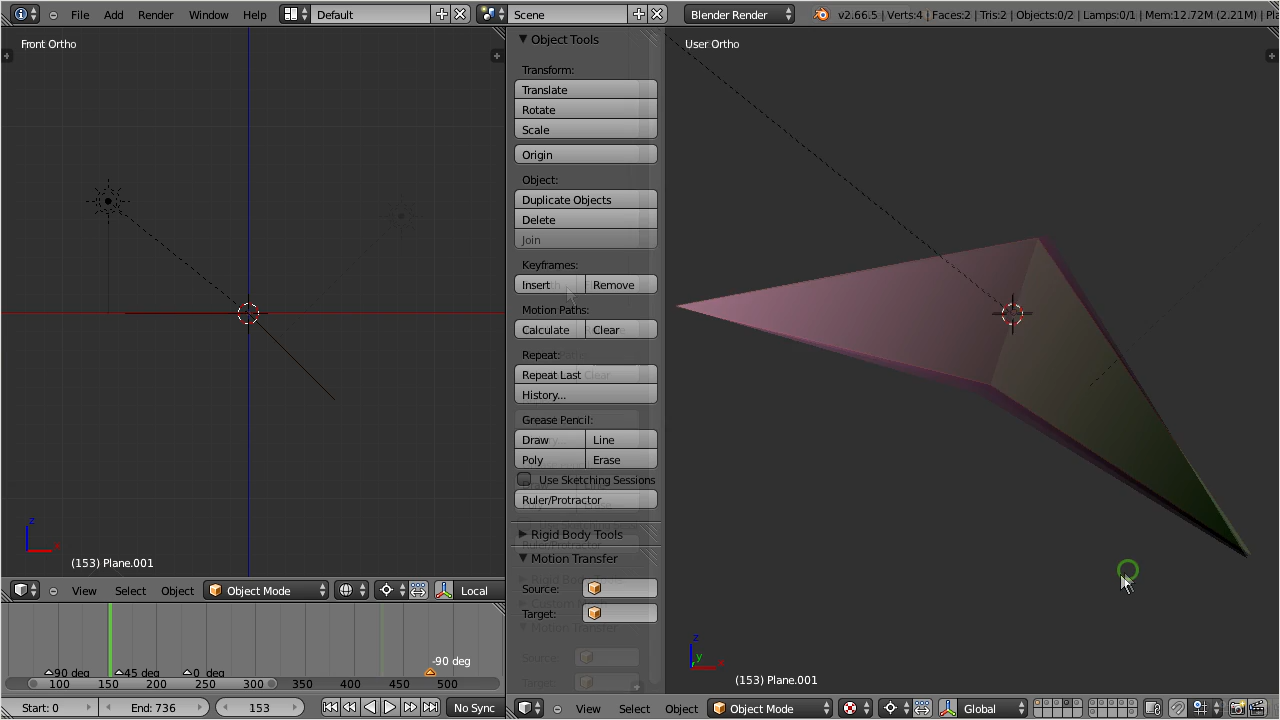 File Add Render Window Help Default Scene Blender Render v2.66.5 | Verts:4 | Faces:2 | Tris:2 | Objects:0/2 | Lamps:0/1 | Mem:12.72M (2.21M) | Pl
Front Ortho
Object Tools
User Ortho
Transform:
Translate
Rotate
Scale
Origin
Object:
Duplicate Objects
Delete
Join
Keyframes:
Insert Remove
Motion Paths:
Calculate Clear
Repeat:
Repeat Last
History...
Grease Pencil:
Draw Line
Poly Erase
Use Sketching Sessions
Ruler/Protractor
Rigid Body Tools
Motion Transfer
Source:
Target:
z
x
(153) Plane.001
View Select Object Object Mode Local
-90 deg
90 deg 45 deg 0 deg
100 150 200 250 300 350 400 450 500
Start: 0 End: 736 153 No Sync
z
y
x
(153) Plane.001
View Select Object Object Mode Global